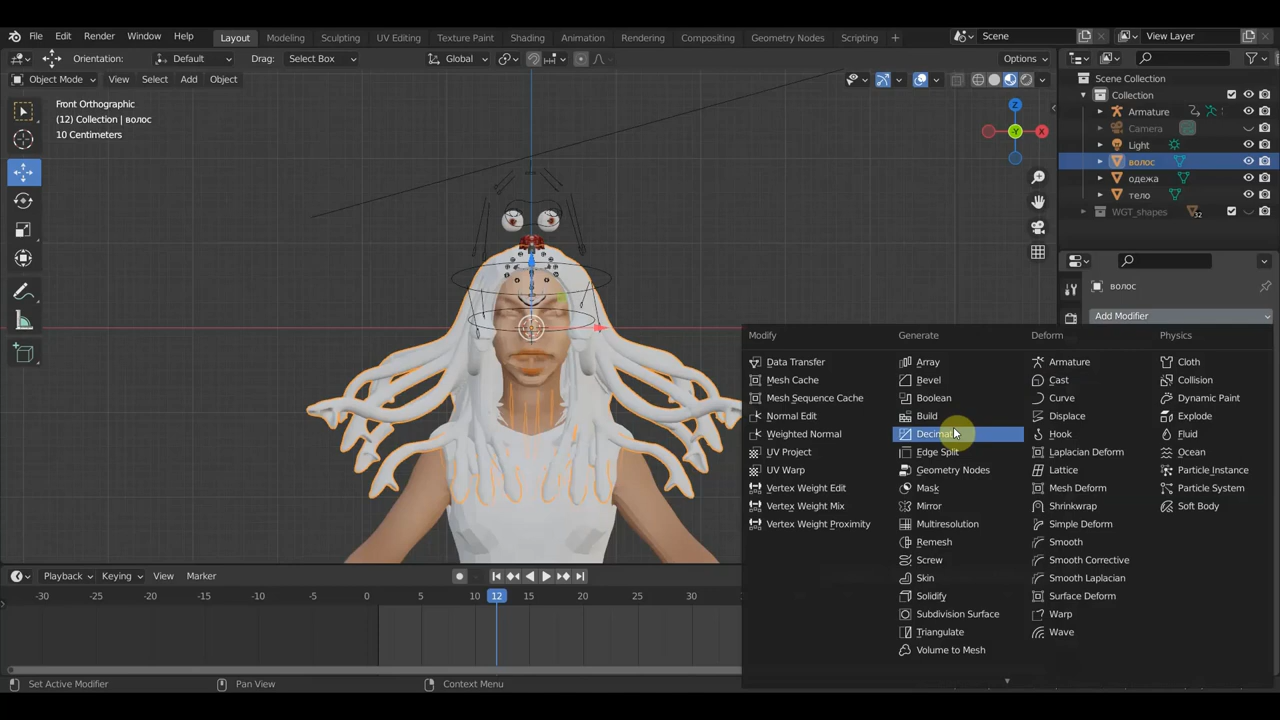 File Edit Render Window Help Layout Modeling Sculpting UV Editing Texture Paint Shading Animation Rendering Compositing Geometry Nodes Scripting + Scene View Layer
Orientation: Default Drag: Select Box Global Options
Object Mode View Select Add Object
Front Orthographic
(12) Collection | волос
10 Centimeters
Z
X
-Y
Scene Collection
Collection
Armature
Camera
Light
волос
одежа
тело
WGT_shapes 32
волос
Add Modifier
Modify
Data Transfer
Mesh Cache
Mesh Sequence Cache
Normal Edit
Weighted Normal
UV Project
UV Warp
Vertex Weight Edit
Vertex Weight Mix
Vertex Weight Proximity
Generate
Array
Bevel
Boolean
Build
Edge Split
Geometry Nodes
Mask
Mirror
Multiresolution
Remesh
Screw
Skin
Solidify
Subdivision Surface
Triangulate
Volume to Mesh
Deform
Armature
Cast
Curve
Displace
Hook
Laplacian Deform
Lattice
Mesh Deform
Shrinkwrap
Simple Deform
Smooth
Smooth Corrective
Smooth Laplacian
Surface Deform
Warp
Wave
Physics
Cloth
Collision
Dynamic Paint
Explode
Fluid
Ocean
Particle Instance
Particle System
Soft Body
Playback Keying View Marker
-30 -25 -20 -15 -10 -5 0 5 10 12 15 20 25 30
Set Active Modifier Pan View Context Menu